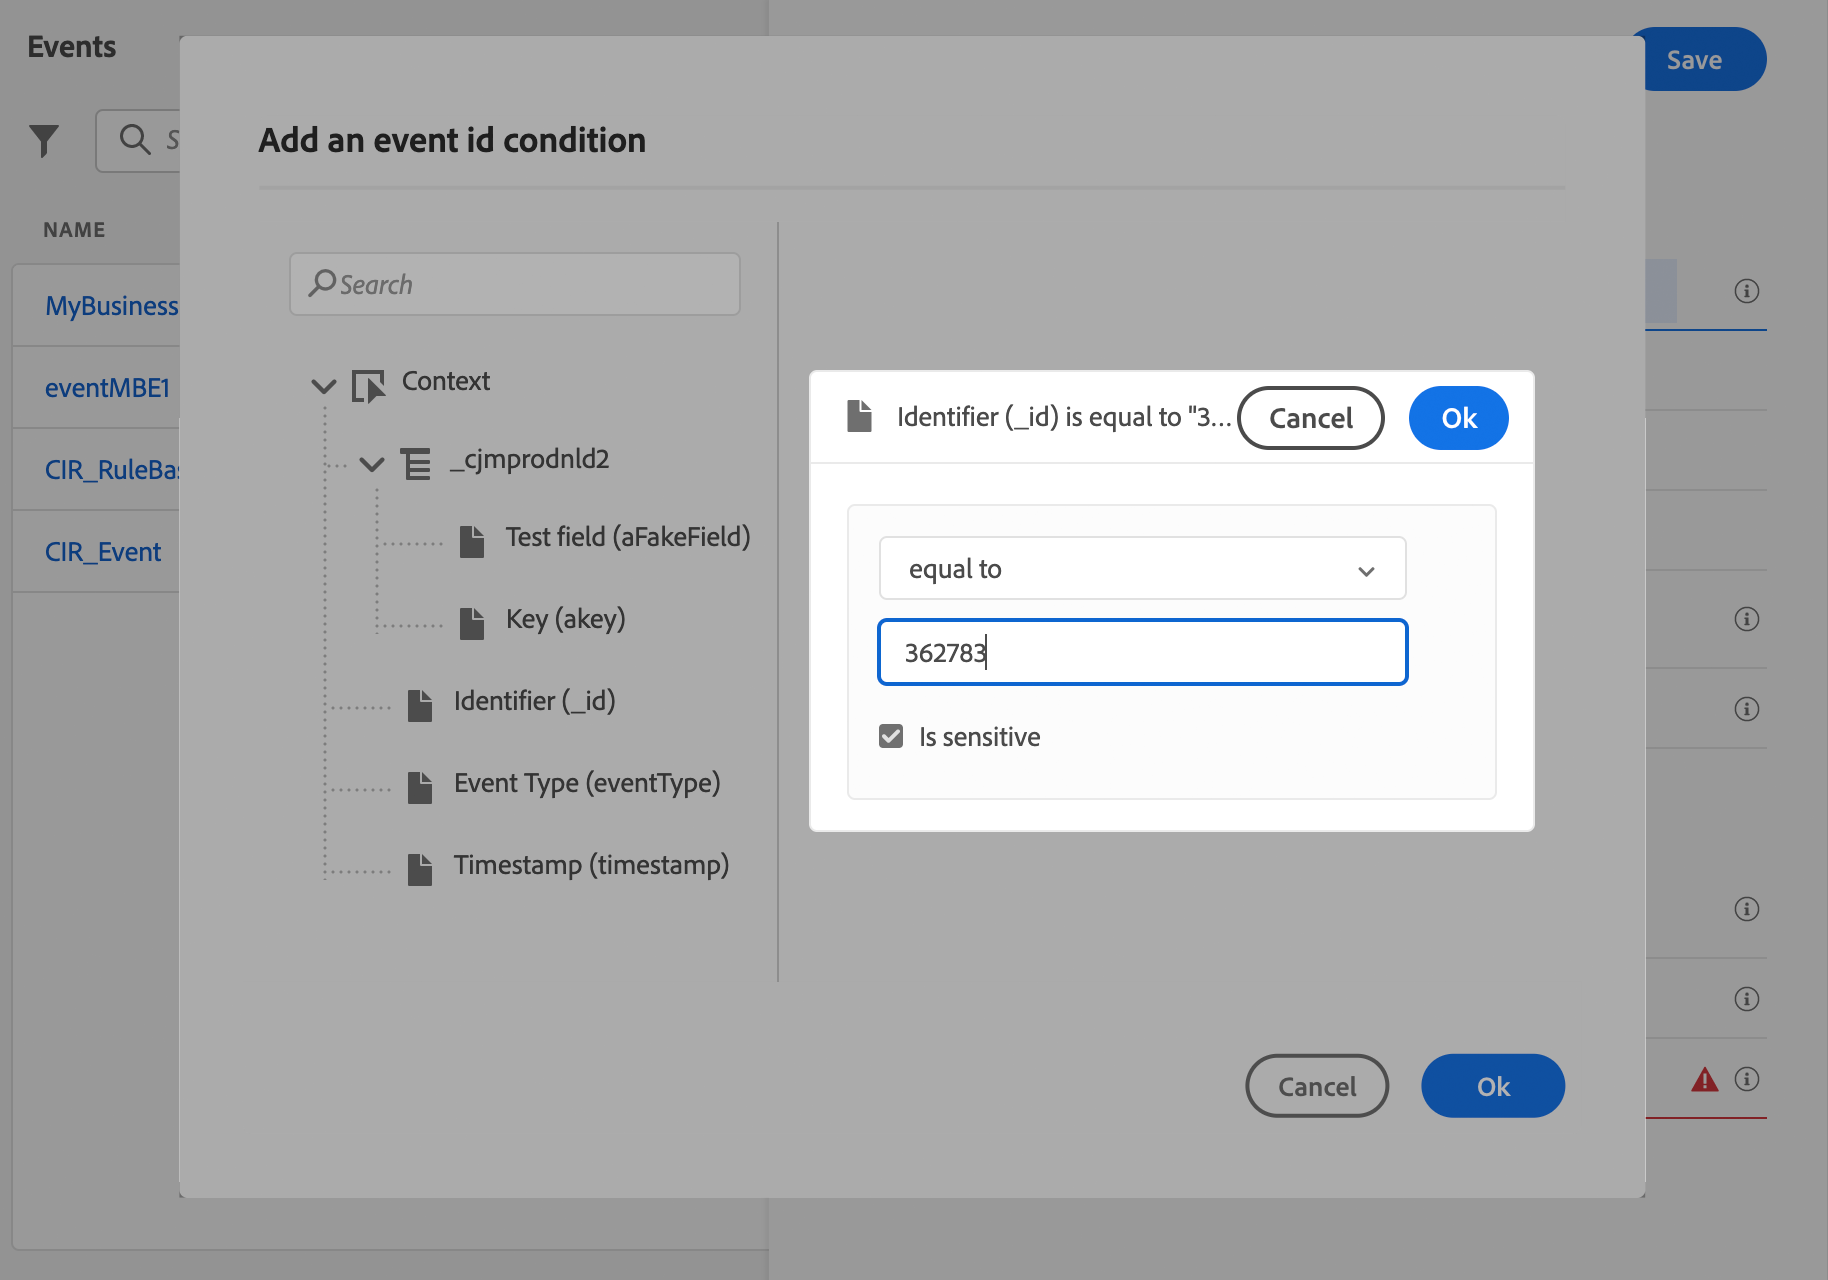 Events
Save
Add an event id condition
NAME
Search
MyBusiness
Context
eventMBE1
Identifier (_id) is equal to "3...
Cancel
Ok
_cjmprodnld2
CIR_RuleBas
Test field (aFakeField)
equal to
CIR_Event
Key (akey)
362783
Identifier (_id)
Is sensitive
Event Type (eventType)
Timestamp (timestamp)
Cancel
Ok